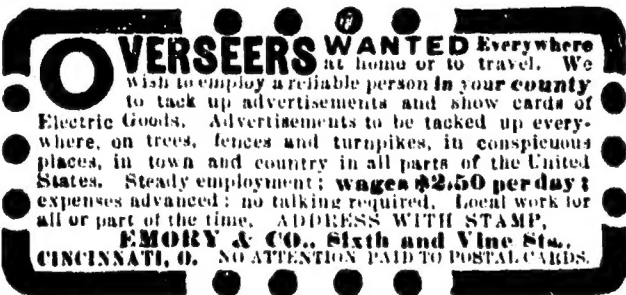 OVERSEERS WANTED Everywhere
at home or to travel. We
wish to employ a reliable person in your county
to tack up advertisements and show cards of
Electric Goods. Advertisements to be tacked up every-
where, on trees, fences and turnpikes, in conspicuous
places, in town and country in all parts of the United
States. Steady employment; wages $2.50 per day;
expenses advanced; no talking required. Local work for
all or part of the time. ADDRESS WITH STAMP,
EMORY & CO., Sixth and Vine Sts.,
CINCINNATI, O. NO ATTENTION PAID TO POSTAL CARDS.